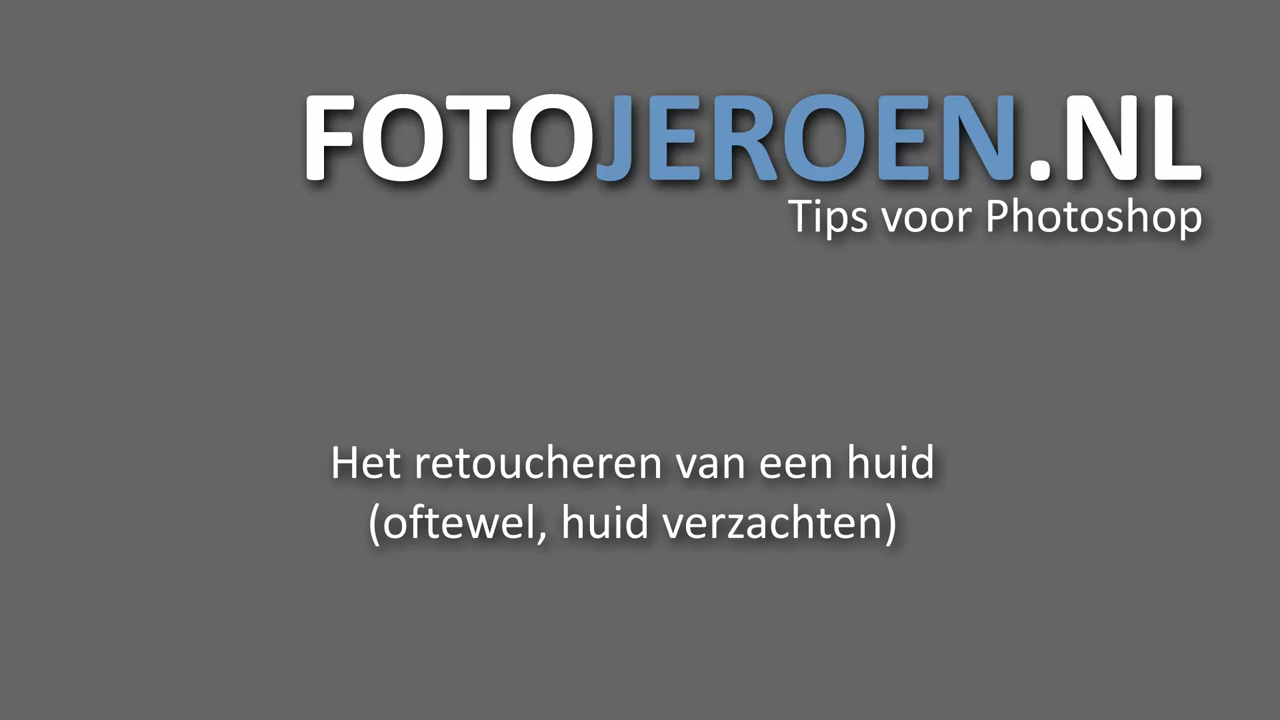 FOTOJEROEN.NL
Tips voor Photoshop
Het retoucheren van een huid
(oftewel, huid verzachten)